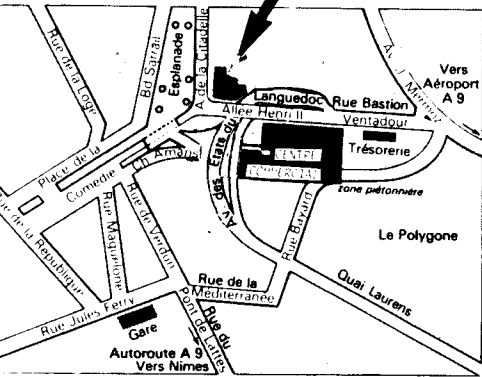 Rue de la Loge
Bd Sarrail
Esplanade
A. de la Citadelle
Av. J. Mermoz
Vers
Aéroport
A 9
Languedoc
Rue Bastion
Allée Henri II
Ventadour
Trésorerie
CENTRE
COMMERCIAL
zone piétonnière
Place de la
Comédie
Ch Amans
Av. des états du
Rue Bayard
Le Polygone
Rue de la République
Rue Maguelone
Rue de Verdun
Rue de la
Méditerranée
Quai Laurens
Rue Jules Ferry
Gare
Rue du
Pont de Lattes
Autoroute A 9
Vers Nimes